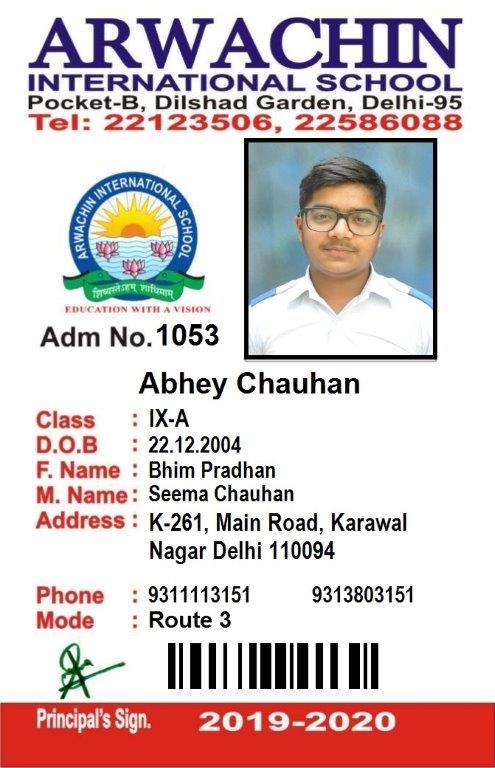 ARWACHIN
INTERNATIONAL SCHOOL
Pocket-B, Dilshad Garden, Delhi-95
Tel: 22123506, 22586088
ARWACHIN INTERNATIONAL SCHOOL
शिष्यस्तेऽहम् शाधिमाम्
EDUCATION WITH A VISION
Adm No. 1053
Abhey Chauhan
Class : IX-A
D.O.B : 22.12.2004
F. Name : Bhim Pradhan
M. Name : Seema Chauhan
Address : K-261, Main Road, Karawal
Nagar Delhi 110094
Phone : 9311113151 9313803151
Mode : Route 3
Principal's Sign. 2019-2020